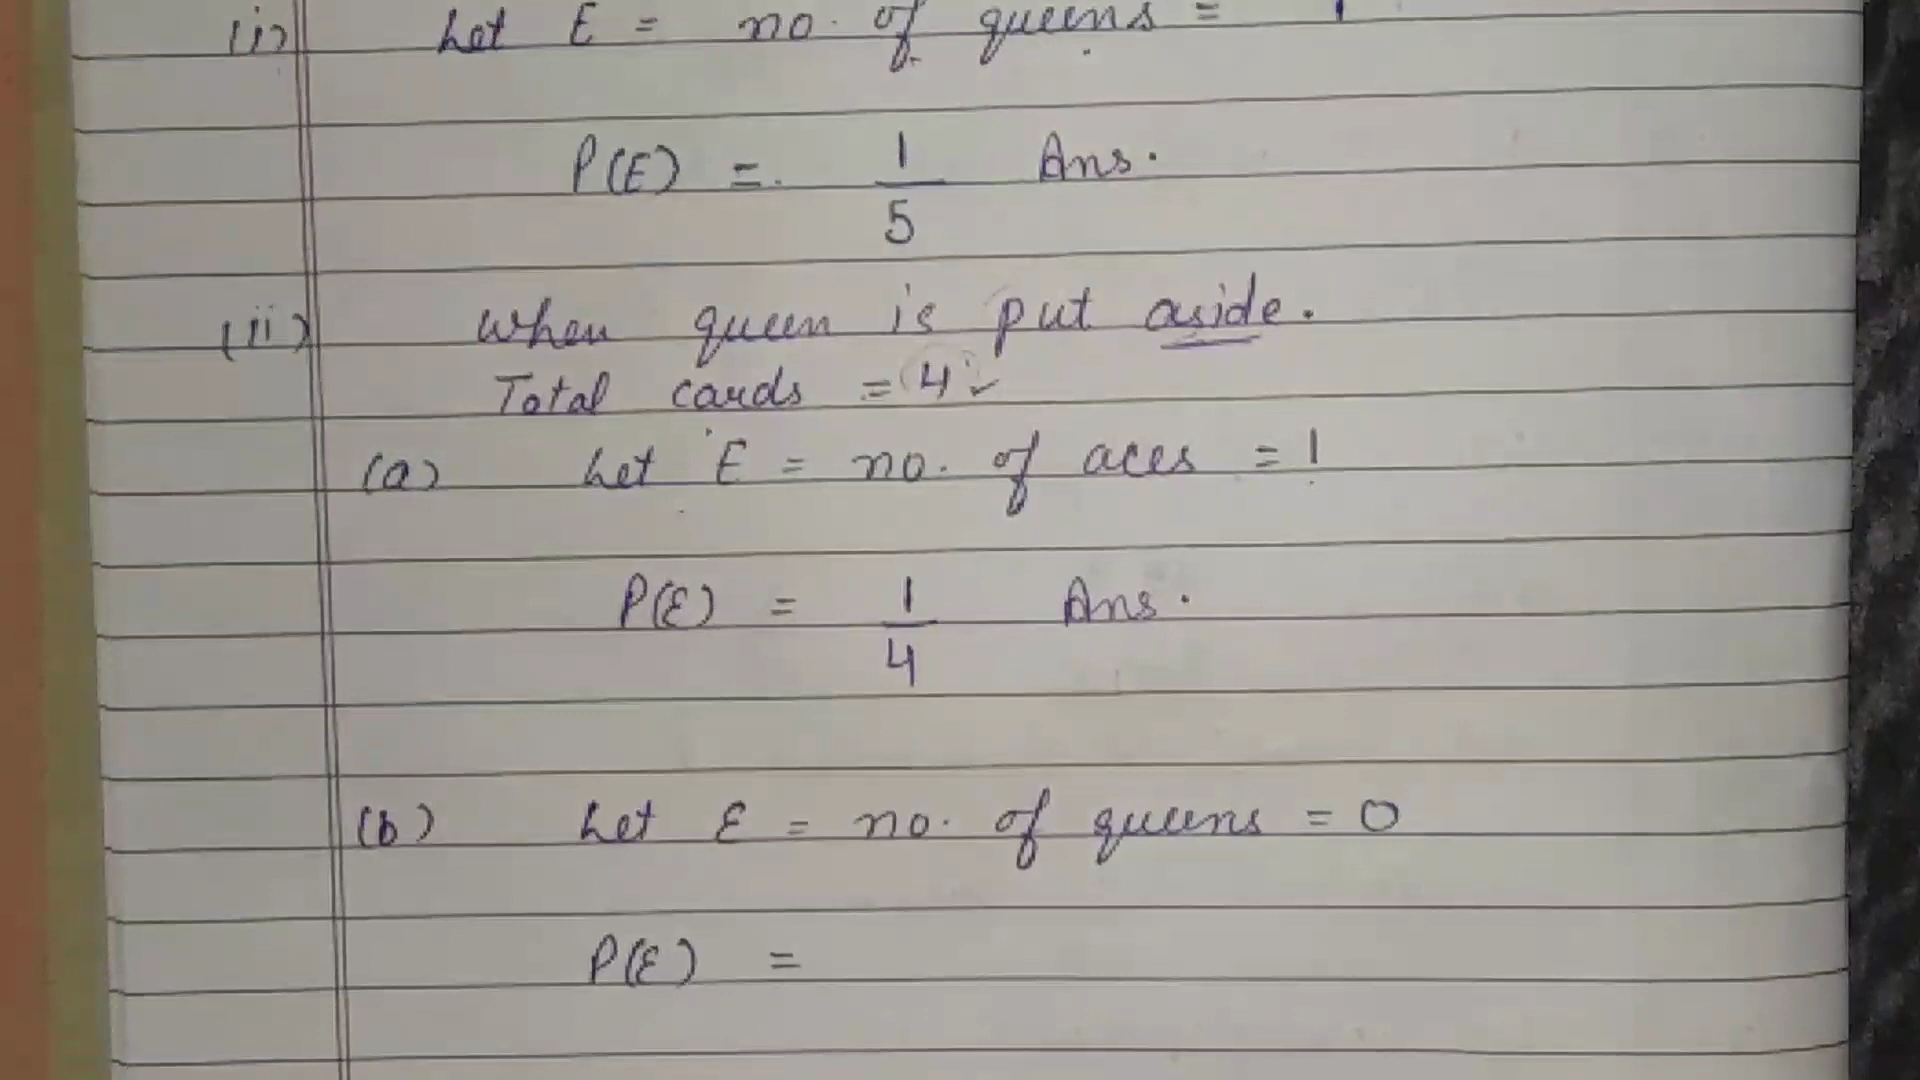 (i) Let E = no. of queens = 1
P(E) = 1/5 Ans.
(ii) When queen is put aside.
Total cards = 4
(a) Let E = no. of aces = 1
P(E) = 1/4 Ans.
(b) Let E = no. of queens = 0
P(E) =